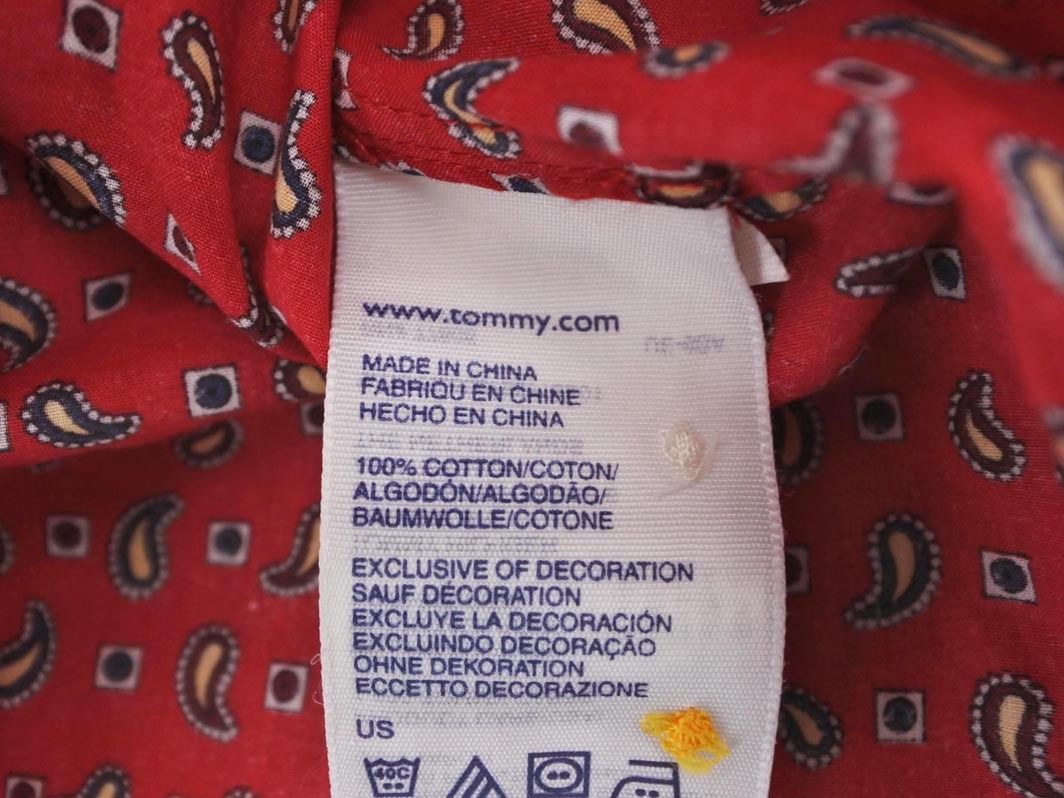 www.tommy.com
MADE IN CHINA
FABRIQU EN CHINE
HECHO EN CHINA
100% COTTON/COTON/
ALGODÓN/ALGODÃO/
BAUMWOLLE/COTONE
EXCLUSIVE OF DECORATION
SAUF DÉCORATION
EXCLUYE LA DECORACIÓN
EXCLUINDO DECORAÇAO
OHNE DEKORATION
ECCETTO DECORAZIONE
US
40C